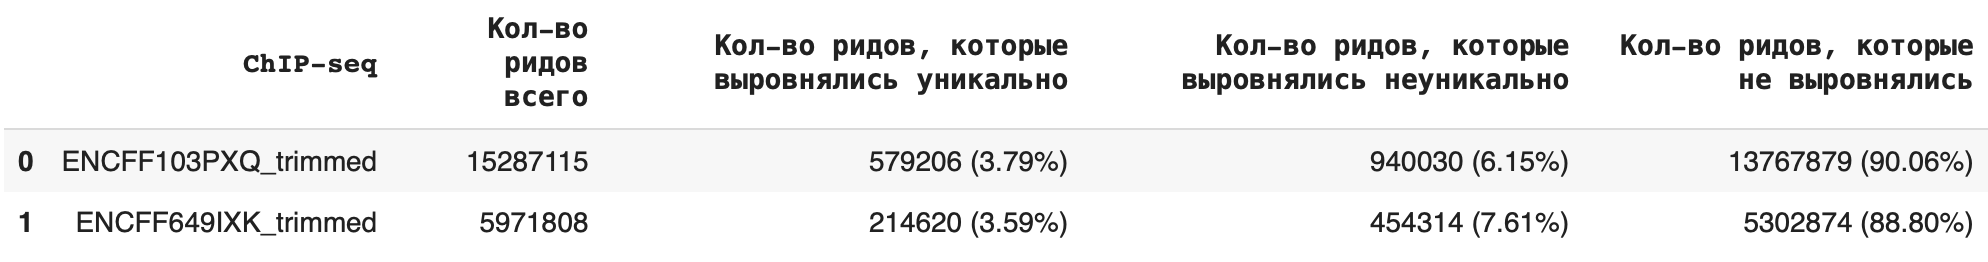 ChIP-seq Кол-во ридов всего Кол-во ридов, которые выровнялись уникально Кол-во ридов, которые выровнялись неуникально Кол-во ридов, которые не выровнялись
0 ENCFF103PXQ_trimmed 15287115 579206 (3.79%) 940030 (6.15%) 13767879 (90.06%)
1 ENCFF649IXK_trimmed 5971808 214620 (3.59%) 454314 (7.61%) 5302874 (88.80%)